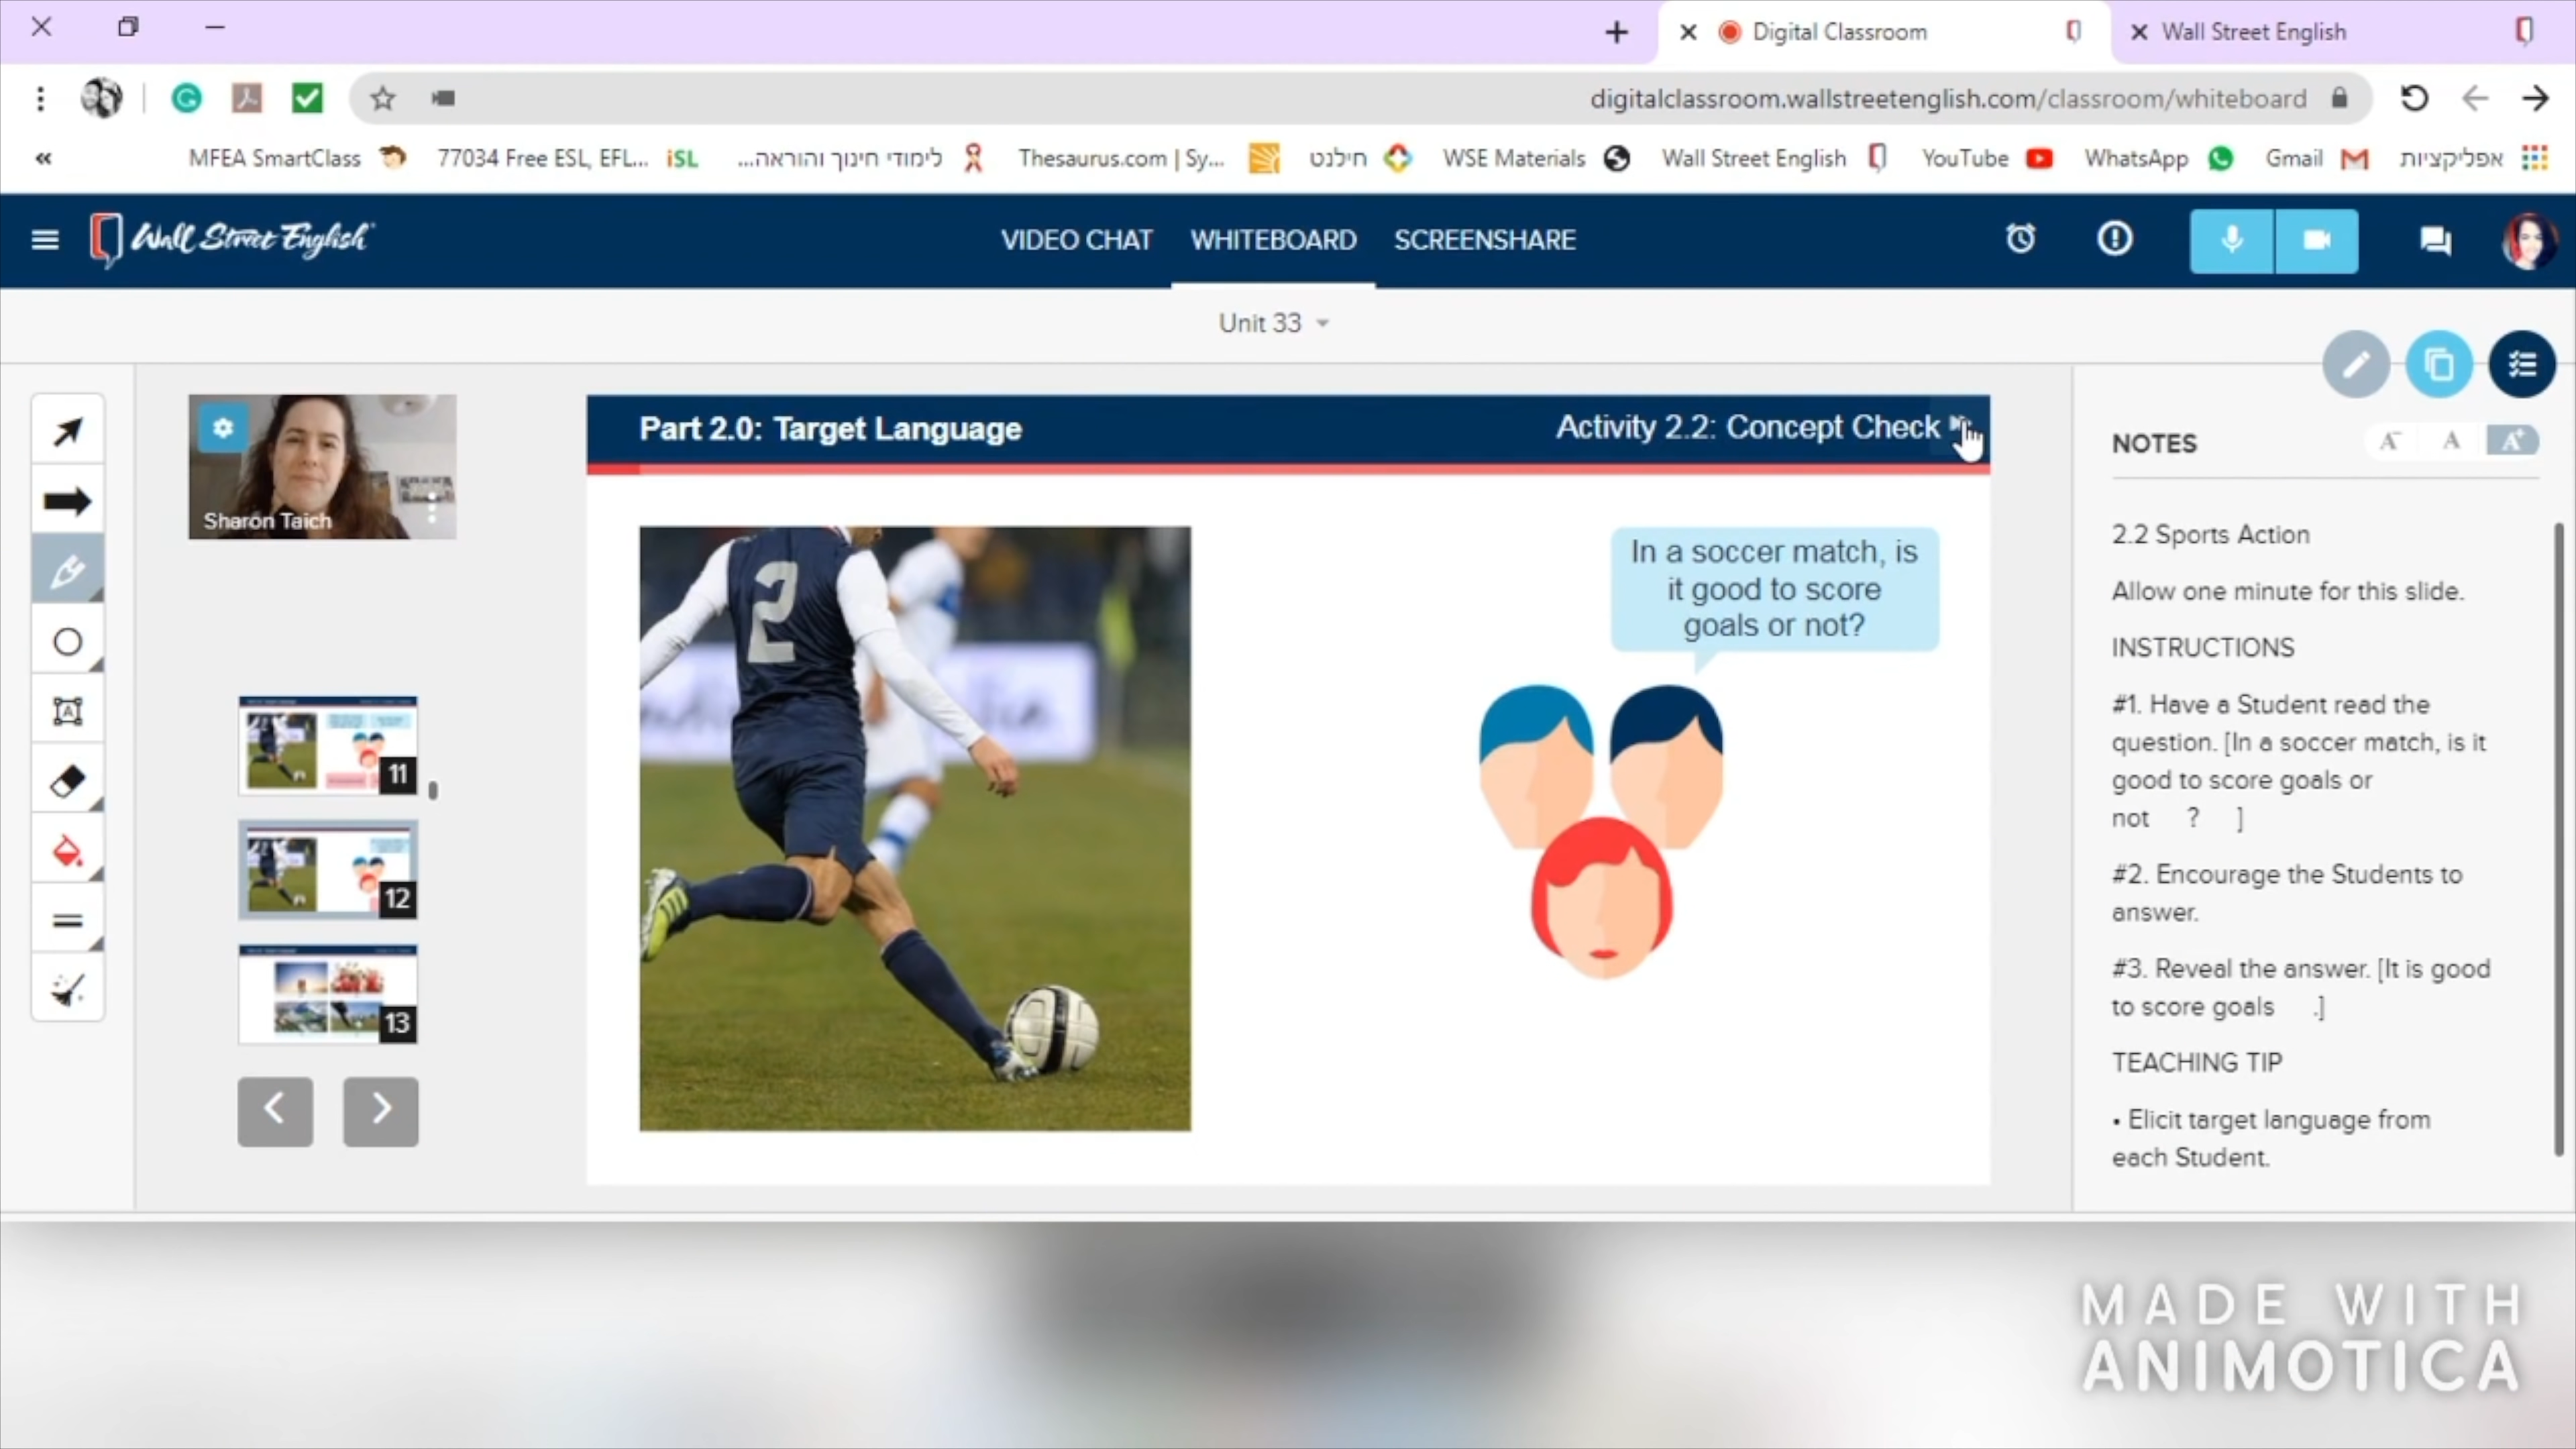 Digital Classroom
Wall Street English
digitalclassroom.wallstreetenglish.com/classroom/whiteboard
MFEA SmartClass
77034 Free ESL, EFL...
iSL
לימודי חינוך והוראה...
Thesaurus.com | Sy...
חילנט
WSE Materials
Wall Street English
YouTube
WhatsApp
Gmail
אפליקציות
Wall Street English
VIDEO CHAT
WHITEBOARD
SCREENSHARE
Unit 33
Sharon Taich
11
12
13
Part 2.0: Target Language
Activity 2.2: Concept Check
2
In a soccer match, is
it good to score
goals or not?
NOTES
A- A A+
2.2 Sports Action
Allow one minute for this slide.
INSTRUCTIONS
#1. Have a Student read the
question. [In a soccer match, is it
good to score goals or
not ? ]
#2. Encourage the Students to
answer.
#3. Reveal the answer. [It is good
to score goals .]
TEACHING TIP
• Elicit target language from
each Student.
MADE WITH
ANIMOTICA